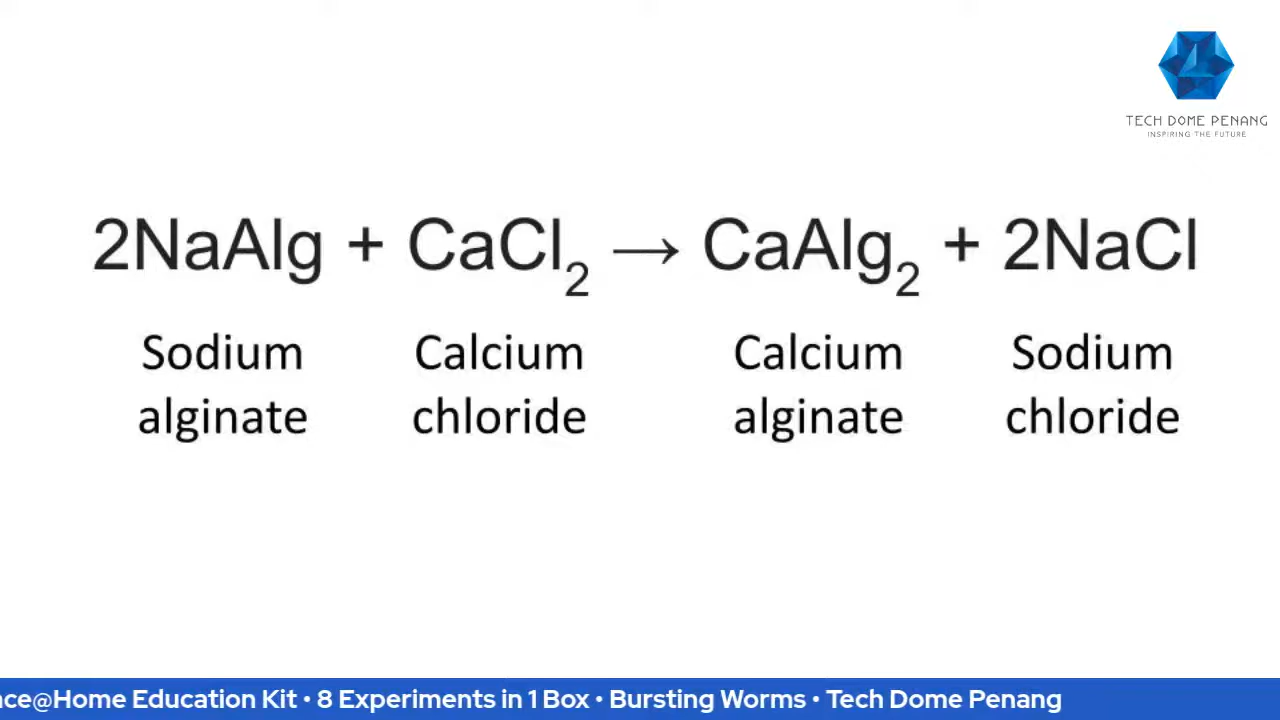 TECH DOME PENANG
INSPIRING THE FUTURE
2NaAlg + CaCl₂ → CaAlg₂ + 2NaCl
Sodium alginate
Calcium chloride
Calcium alginate
Sodium chloride
@Home Education Kit • 8 Experiments in 1 Box • Bursting Worms • Tech Dome Penang